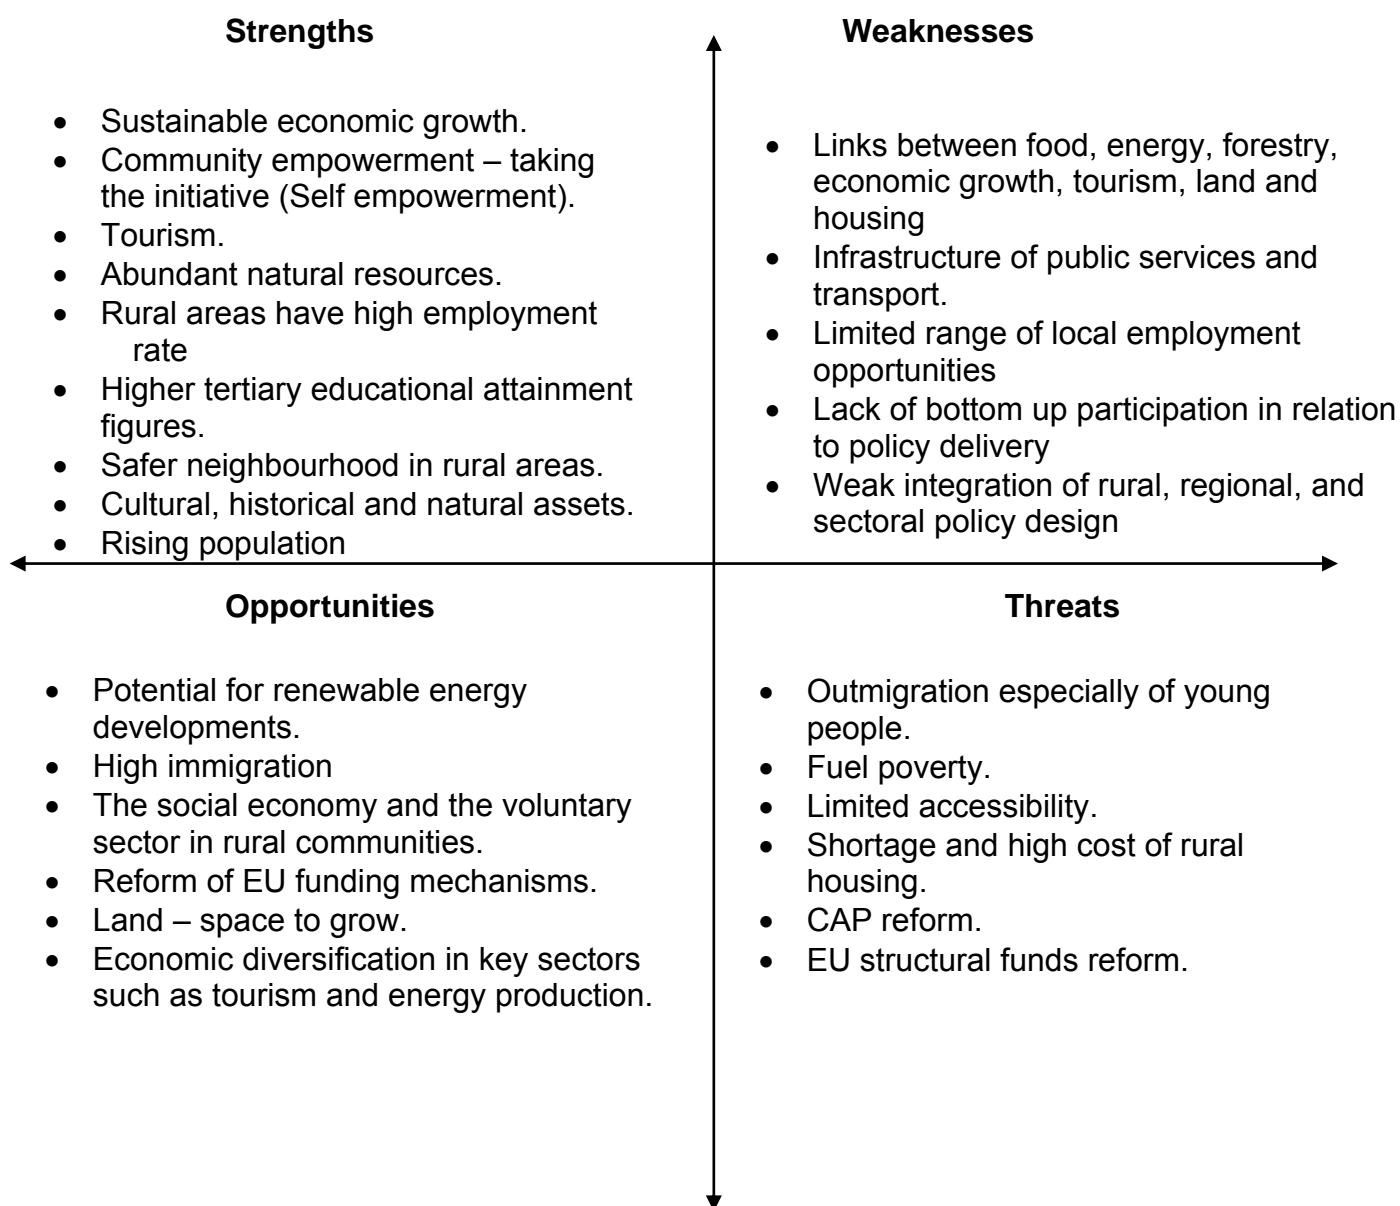 Strengths
• Sustainable economic growth.
• Community empowerment – taking
the initiative (Self empowerment).
• Tourism.
• Abundant natural resources.
• Rural areas have high employment
rate
• Higher tertiary educational attainment
figures.
• Safer neighbourhood in rural areas.
• Cultural, historical and natural assets.
• Rising population
Weaknesses
• Links between food, energy, forestry,
economic growth, tourism, land and
housing
• Infrastructure of public services and
transport.
• Limited range of local employment
opportunities
• Lack of bottom up participation in relation
to policy delivery
• Weak integration of rural, regional, and
sectoral policy design
Opportunities
• Potential for renewable energy
developments.
• High immigration
• The social economy and the voluntary
sector in rural communities.
• Reform of EU funding mechanisms.
• Land – space to grow.
• Economic diversification in key sectors
such as tourism and energy production.
Threats
• Outmigration especially of young
people.
• Fuel poverty.
• Limited accessibility.
• Shortage and high cost of rural
housing.
• CAP reform.
• EU structural funds reform.